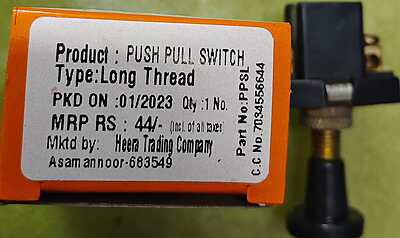 Product : PUSH PULL SWITCH
Type:Long Thread
PKD ON :01/2023 Qty :1 No.
MRP RS : 44/- (Incl. of all taxes)
Mktd by: Heera Trading Company
Asamannoor-683549
Part No:PPSL
C.C No:7034556644